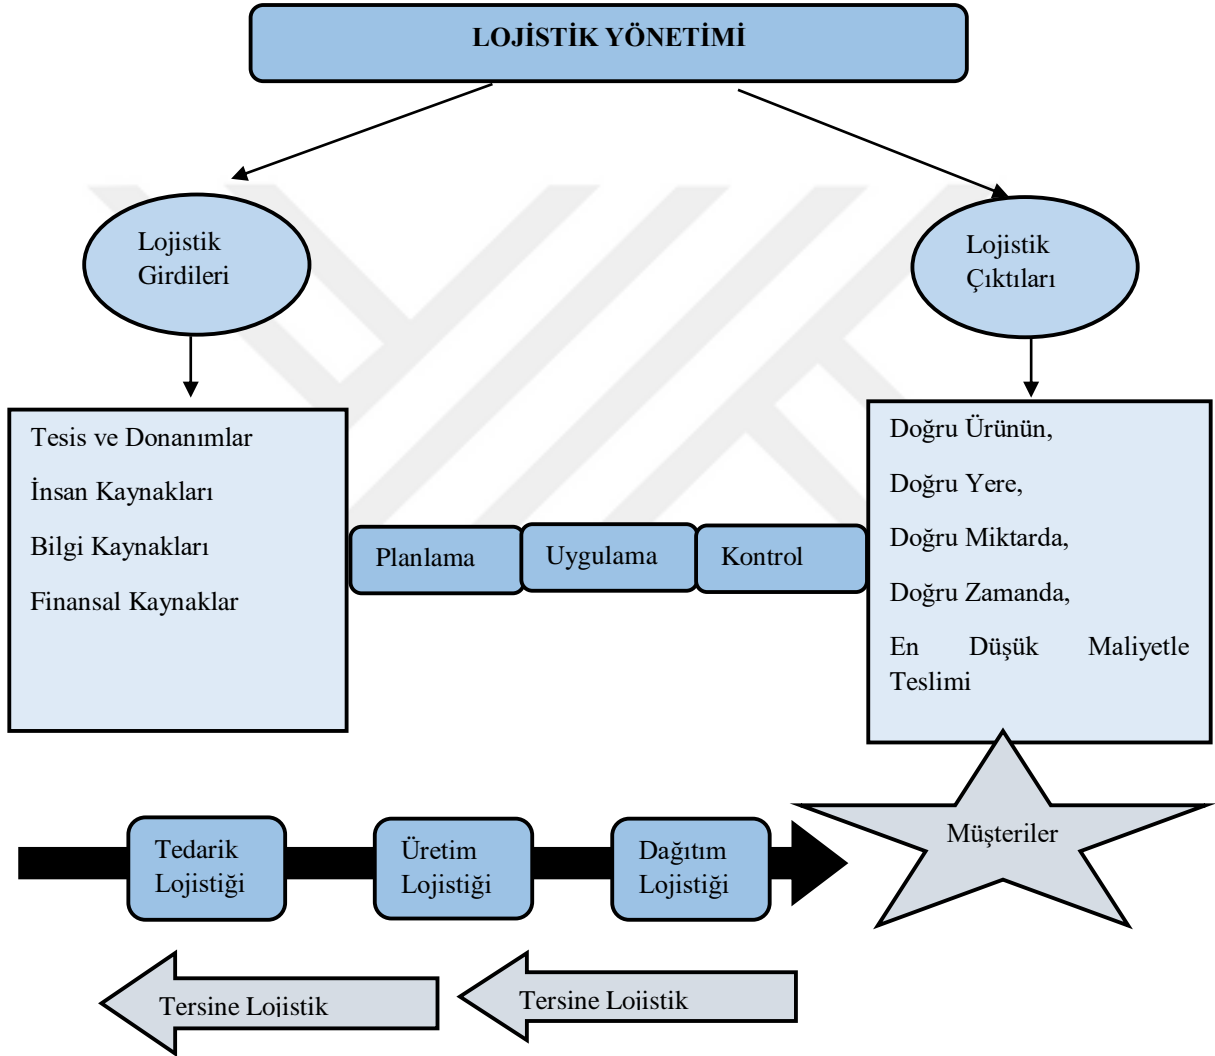 LOJİSTİK YÖNETİMİ
Lojistik
Girdileri
Lojistik
Çıktıları
Tesis ve Donanımlar
İnsan Kaynakları
Bilgi Kaynakları
Finansal Kaynaklar
Planlama
Uygulama
Kontrol
Doğru Ürünün,
Doğru Yere,
Doğru Miktarda,
Doğru Zamanda,
En Düşük Maliyetle
Teslimi
Tedarik
Lojistiği
Üretim
Lojistiği
Dağıtım
Lojistiği
Müşteriler
Tersine Lojistik
Tersine Lojistik